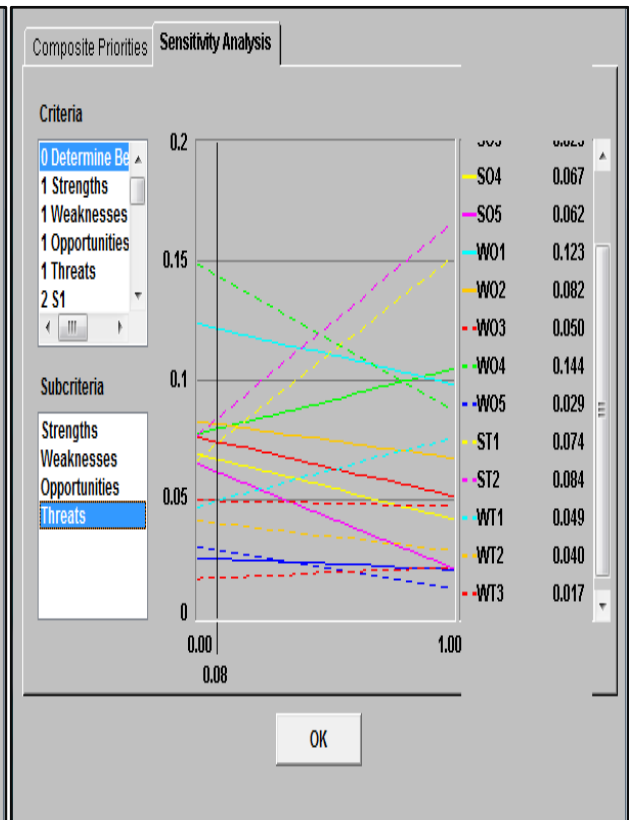 Composite Priorities
Sensitivity Analysis
Criteria
0 Determine Be
1 Strengths
1 Weaknesses
1 Opportunities
1 Threats
2 S1
Subcriteria
Strengths
Weaknesses
Opportunities
Threats
0.2
0.15
0.1
0.05
0
0.00
1.00
0.08
SO4 0.067
SO5 0.062
WO1 0.123
WO2 0.082
WO3 0.050
WO4 0.144
WO5 0.029
ST1 0.074
ST2 0.084
WT1 0.049
WT2 0.040
WT3 0.017
OK